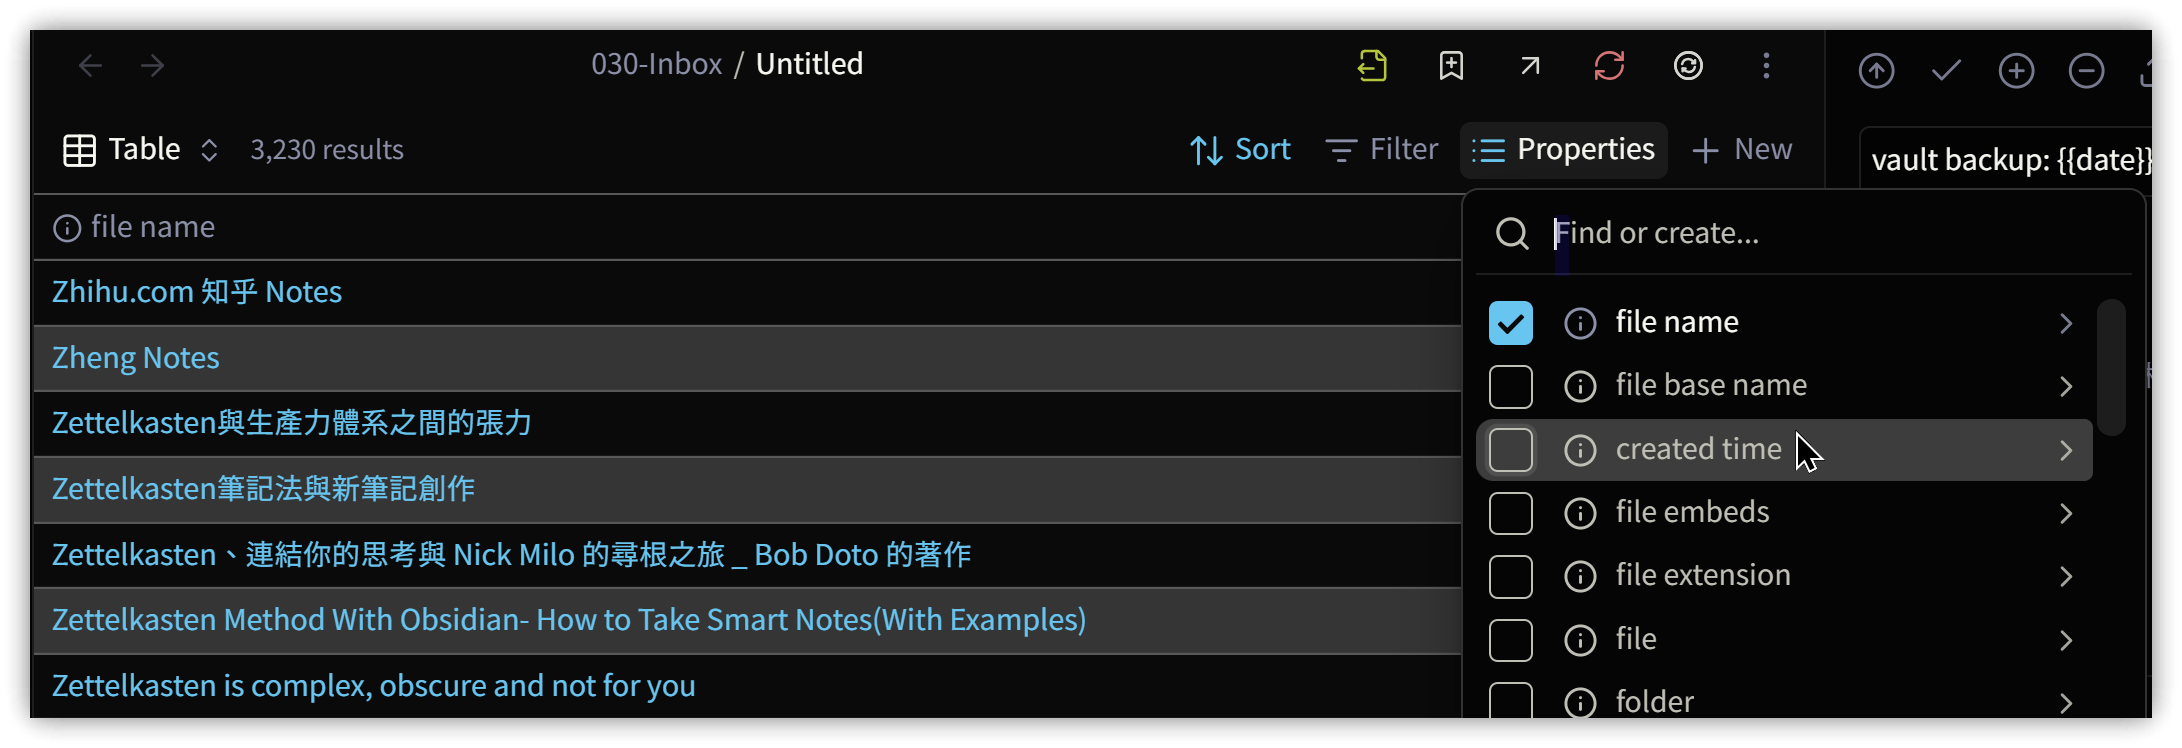 030-Inbox / Untitled
Table 3,230 results Sort Filter Properties New
vault backup: {{date}}
file name
Zhihu.com 知乎 Notes
Zheng Notes
Zettelkasten與生產力體系之間的張力
Zettelkasten筆記法與新筆記創作
Zettelkasten、連結你的思考與 Nick Milo 的尋根之旅 _ Bob Doto 的著作
Zettelkasten Method With Obsidian- How to Take Smart Notes(With Examples)
Zettelkasten is complex, obscure and not for you
Find or create...
file name
file base name
created time
file embeds
file extension
file
folder